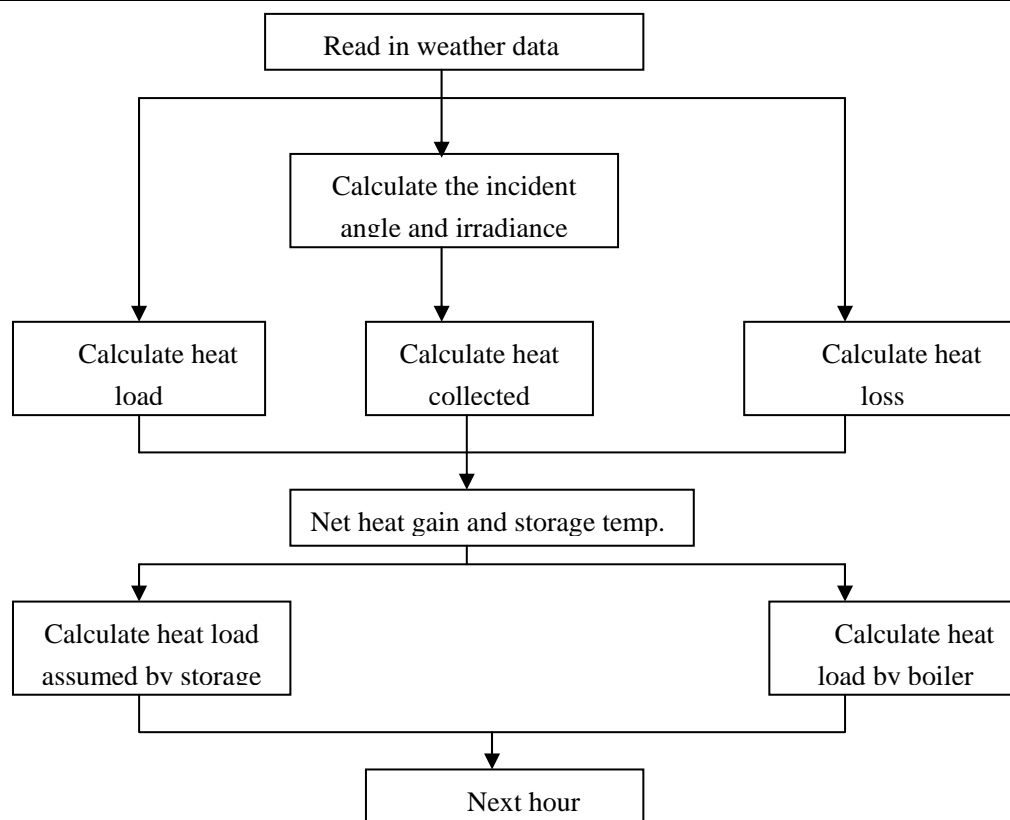 Read in weather data
Calculate the incident
angle and irradiance
Calculate heat
load
Calculate heat
collected
Calculate heat
loss
Net heat gain and storage temp.
Calculate heat load
assumed by storage
Calculate heat
load by boiler
Next hour